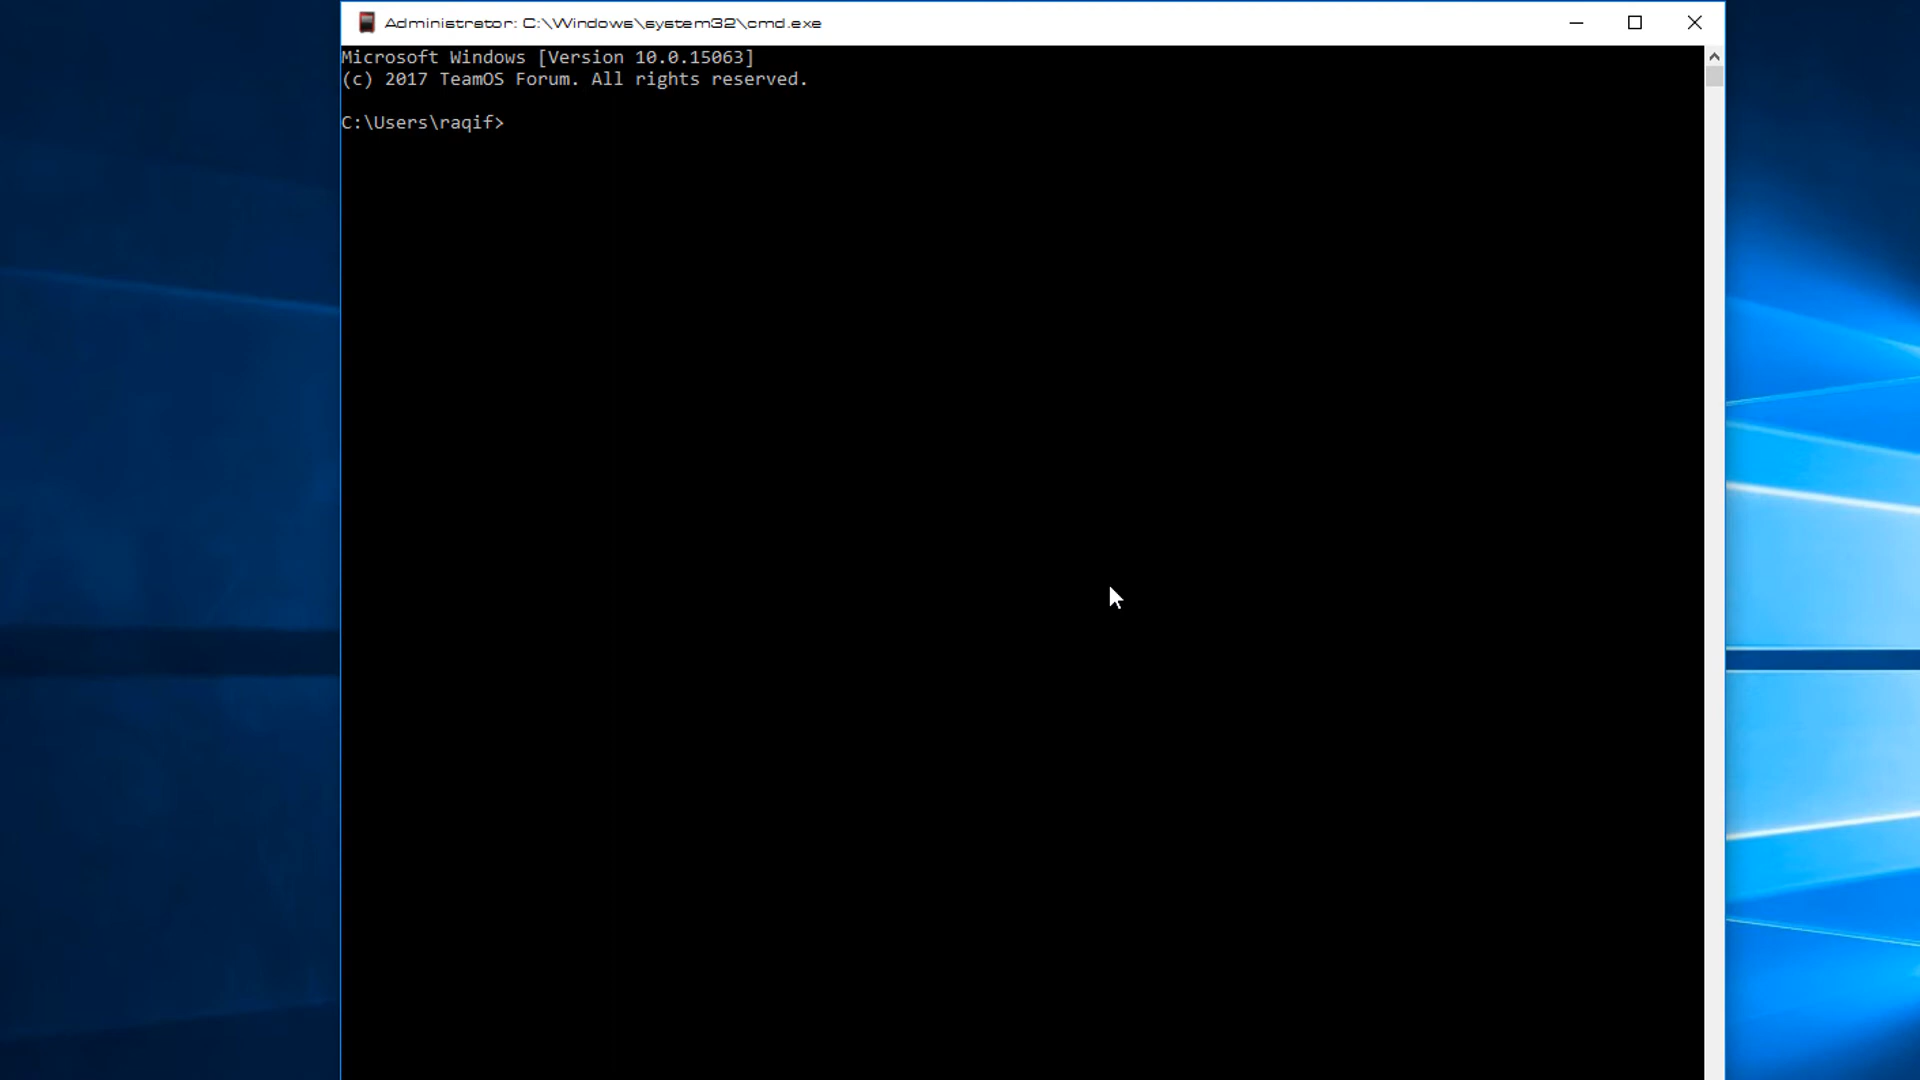 Administrator: C:\Windows\system32\cmd.exe
Microsoft Windows [Version 10.0.15063]
(c) 2017 TeamOS Forum. All rights reserved.
C:\Users\raqif>